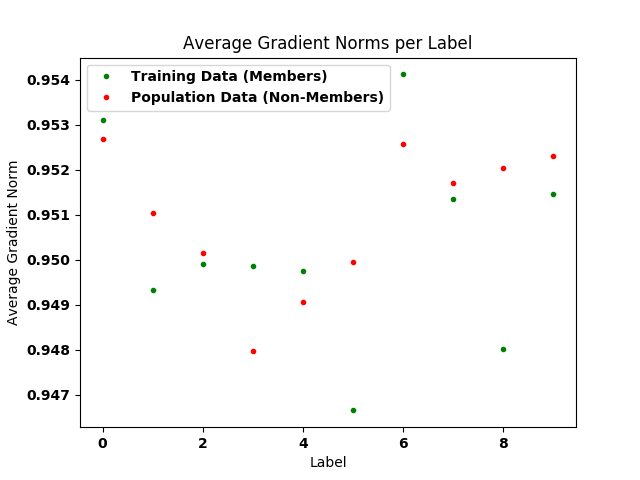 Average Gradient Norms per Label
Training Data (Members)
Population Data (Non-Members)
0.954
0.953
0.952
0.951
0.950
0.949
0.948
0.947
Average Gradient Norm
0 2 4 6 8
Label